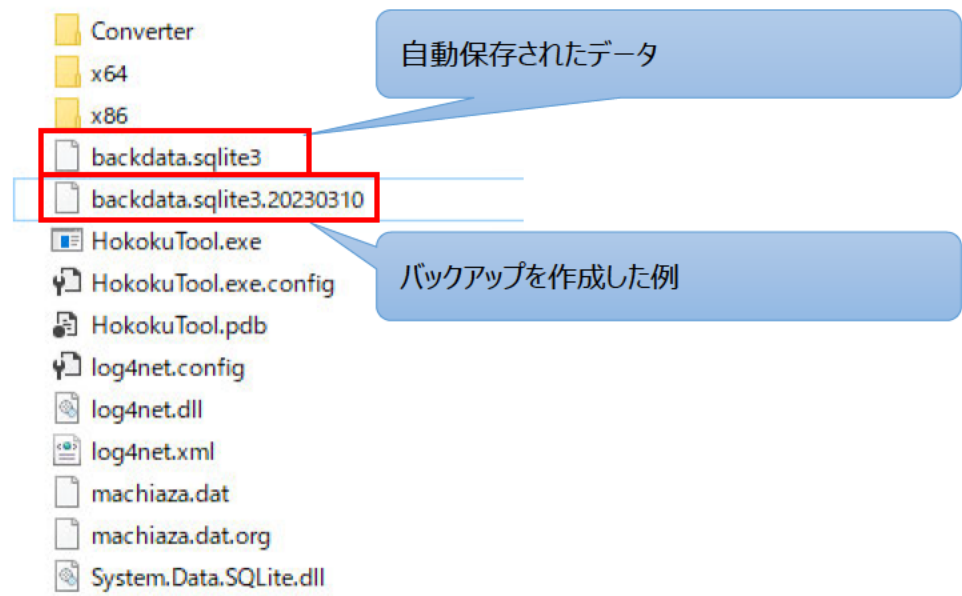 Converter
x64
x86
自動保存されたデータ
backdata.sqlite3
backdata.sqlite3.20230310
HokokuTool.exe
バックアップを作成した例
HokokuTool.exe.config
HokokuTool.pdb
log4net.config
log4net.dll
log4net.xml
machiaza.dat
machiaza.dat.org
System.Data.SQLite.dll